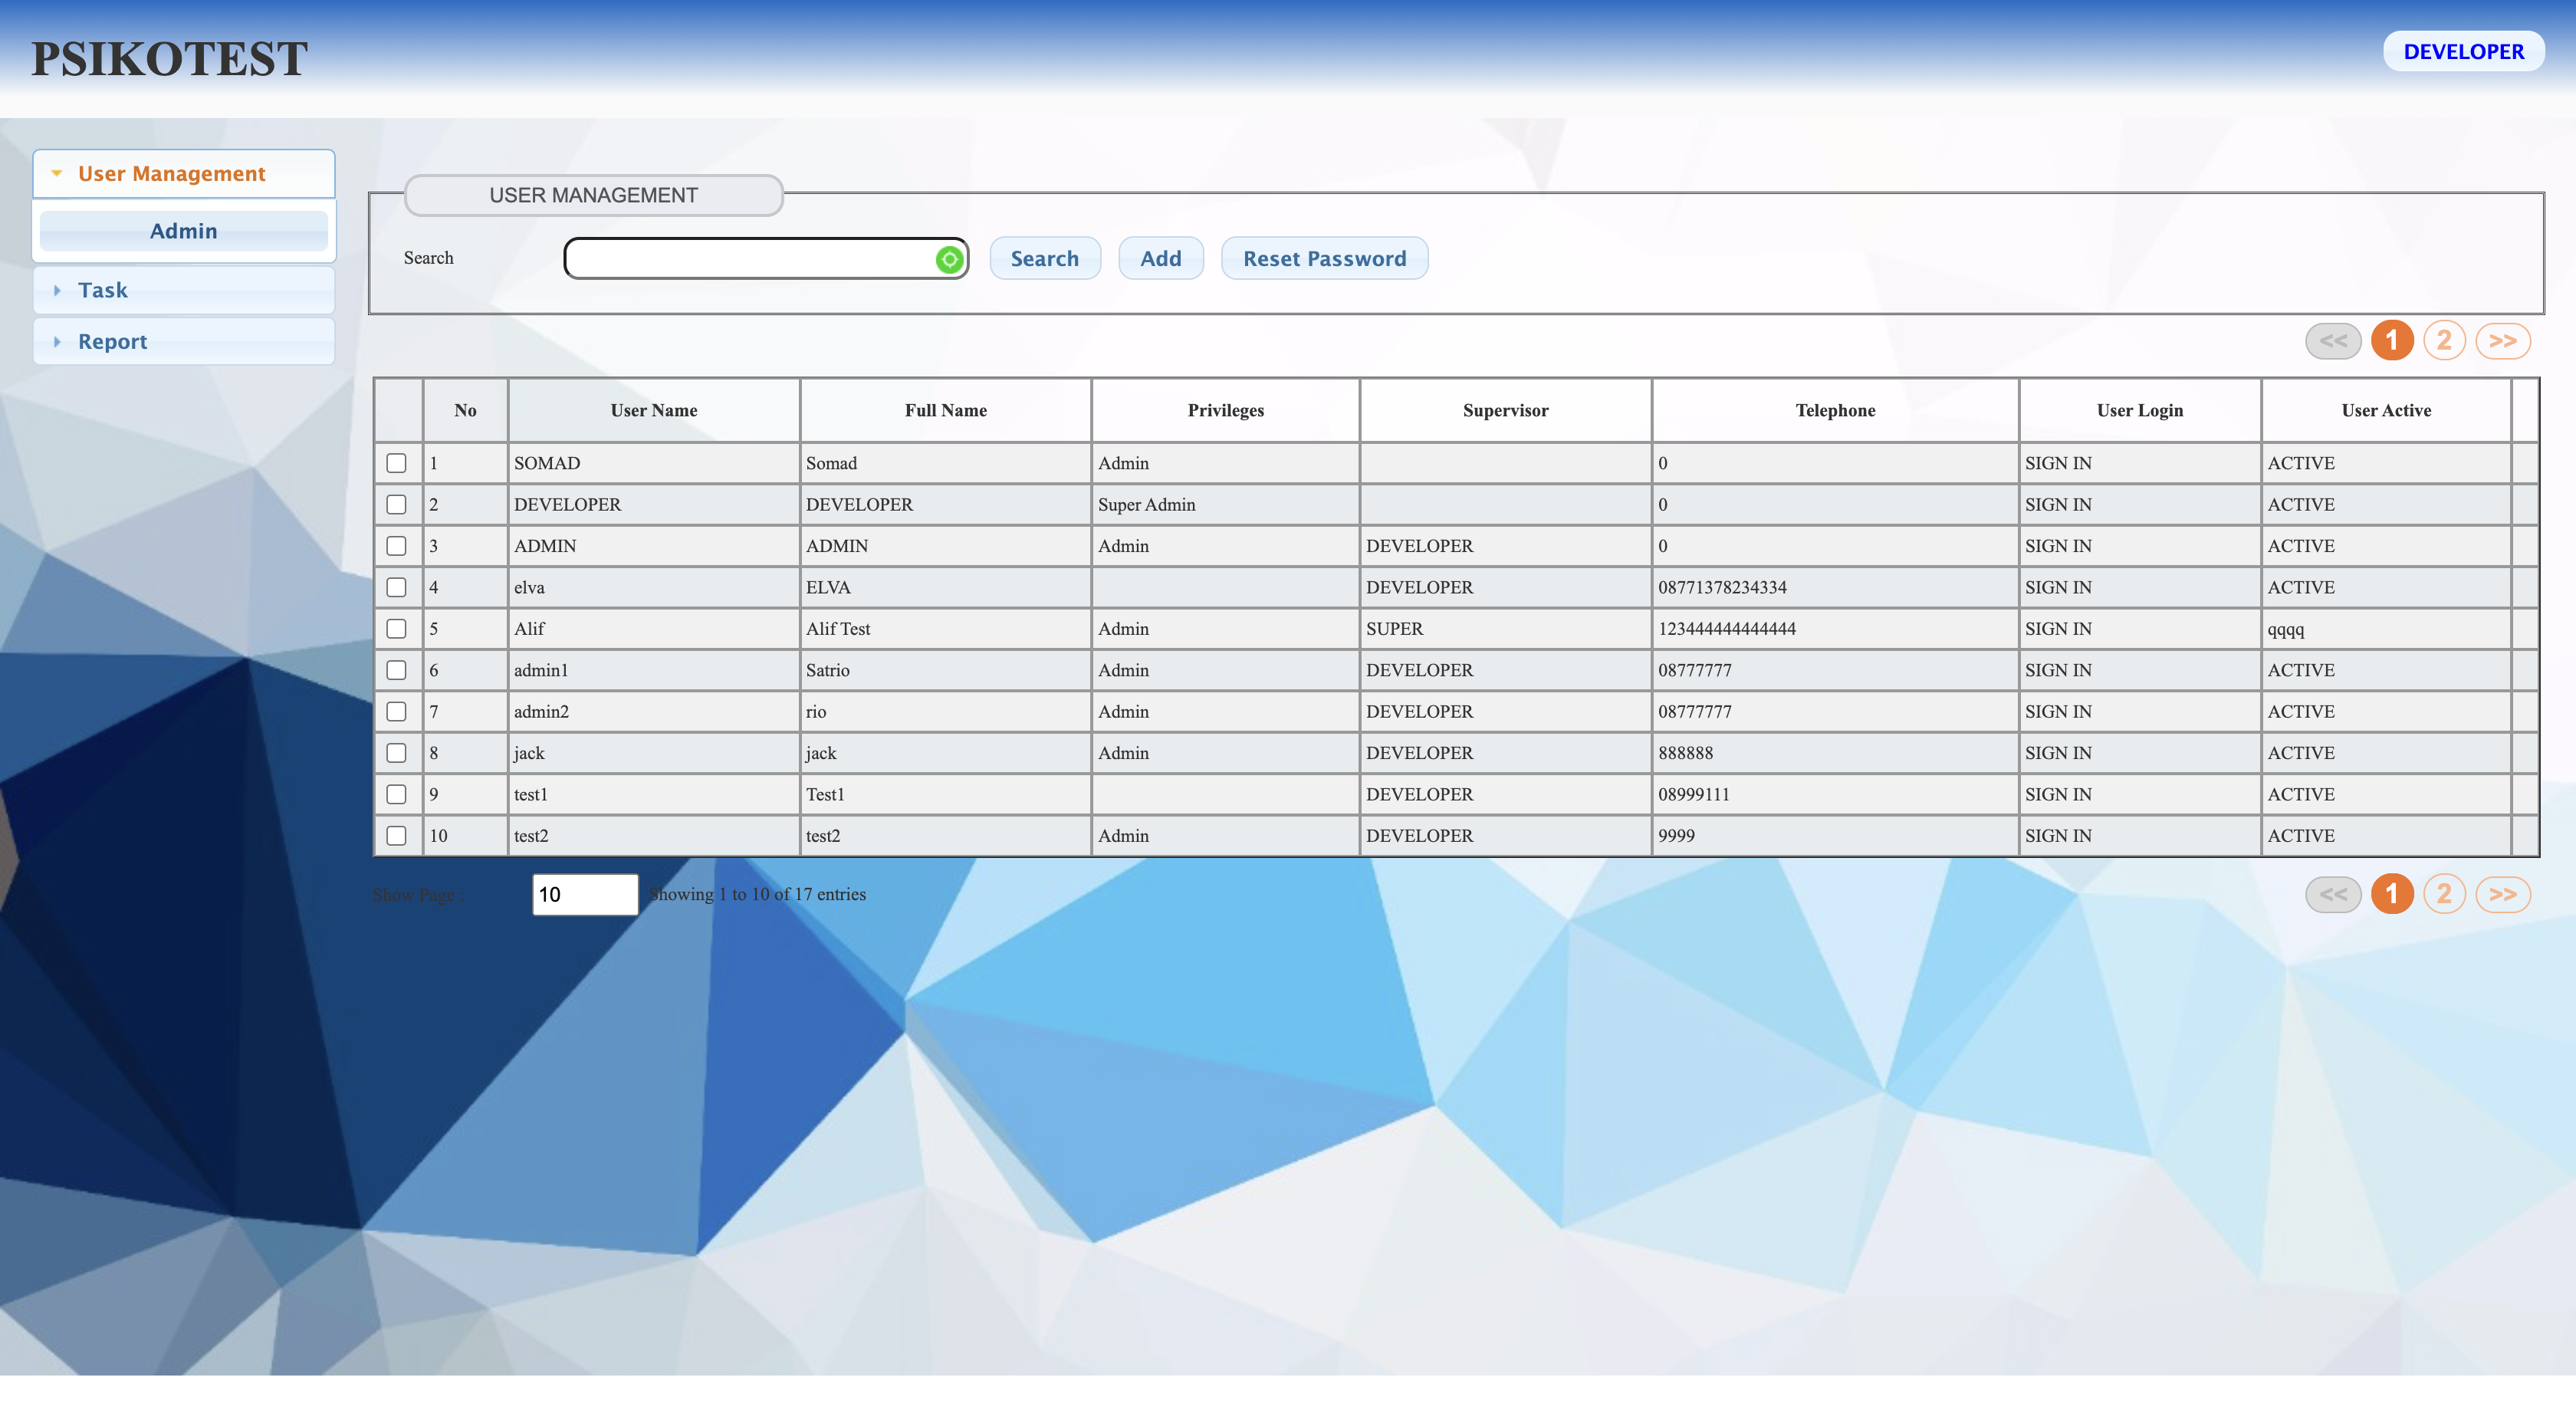 PSIKOTEST
DEVELOPER
User Management
Admin
Task
Report
USER MANAGEMENT
Search Search Add Reset Password
<< 1 2 >>
No User Name Full Name Privileges Supervisor Telephone User Login User Active
1 SOMAD Somad Admin 0 SIGN IN ACTIVE
2 DEVELOPER DEVELOPER Super Admin 0 SIGN IN ACTIVE
3 ADMIN ADMIN Admin DEVELOPER 0 SIGN IN ACTIVE
4 elva ELVA DEVELOPER 08771378234334 SIGN IN ACTIVE
5 Alif Alif Test Admin SUPER 123444444444444 SIGN IN qqqq
6 admin1 Satrio Admin DEVELOPER 08777777 SIGN IN ACTIVE
7 admin2 rio Admin DEVELOPER 08777777 SIGN IN ACTIVE
8 jack jack Admin DEVELOPER 888888 SIGN IN ACTIVE
9 test1 Test1 DEVELOPER 08999111 SIGN IN ACTIVE
10 test2 test2 Admin DEVELOPER 9999 SIGN IN ACTIVE
Show Page : 10 Showing 1 to 10 of 17 entries << 1 2 >>